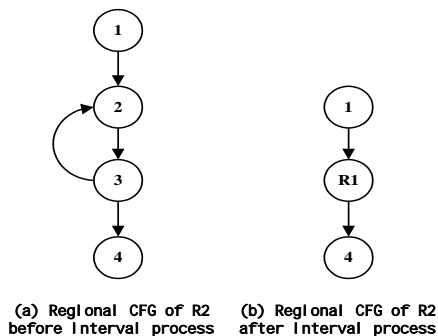 1
2
3
4
1
R1
4
(a) Regional CFG of R2
before interval process
(b) Regional CFG of R2
after interval process